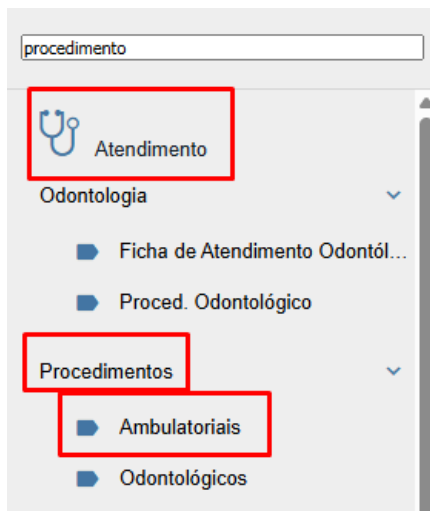 procedimento
Atendimento
Odontologia
Ficha de Atendimento Odontól...
Proced. Odontológico
Procedimentos
Ambulatoriais
Odontológicos